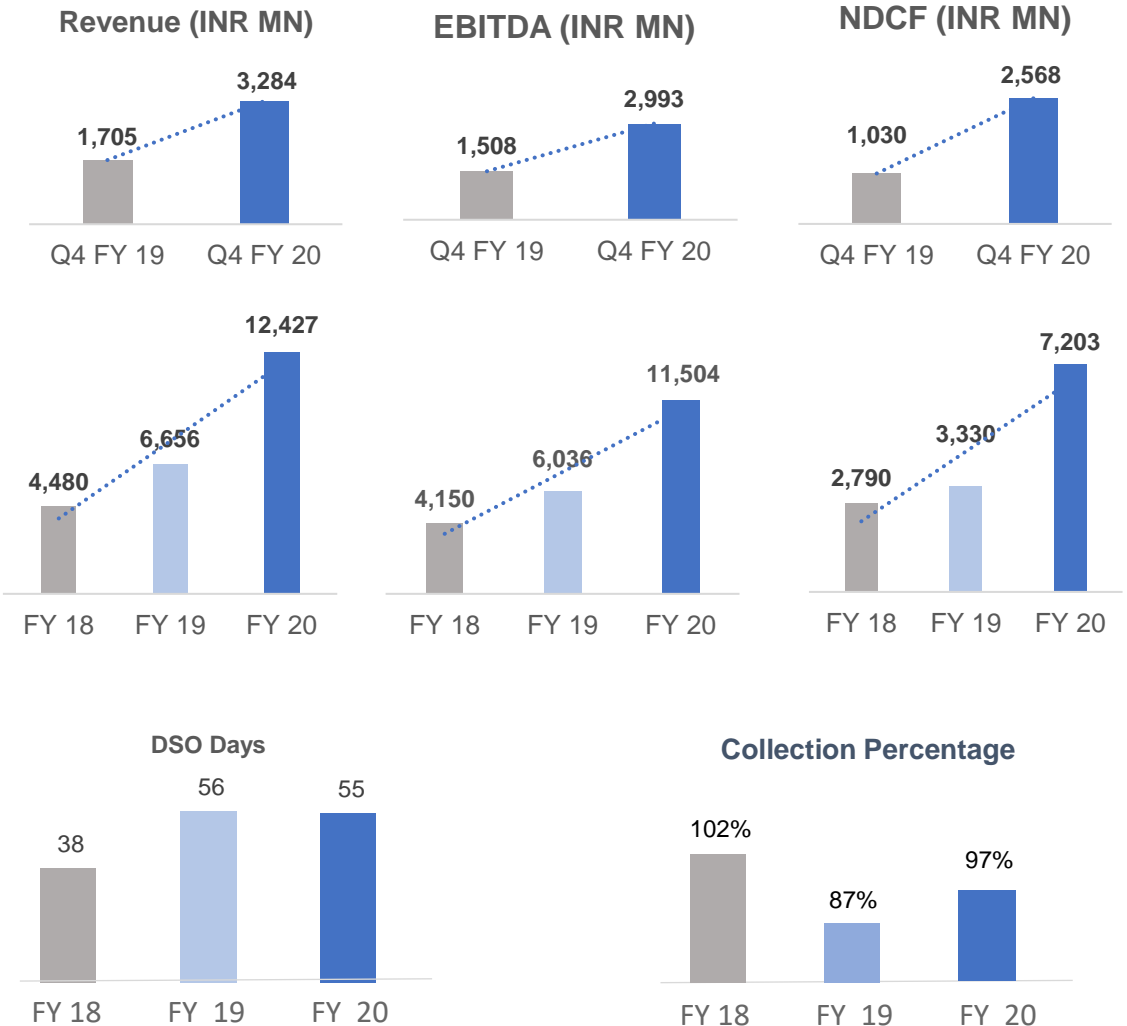 Revenue (INR MN)
EBITDA (INR MN)
NDCF (INR MN)
1,705
3,284
Q4 FY 19
Q4 FY 20
1,508
2,993
Q4 FY 19
Q4 FY 20
1,030
2,568
Q4 FY 19
Q4 FY 20
4,480
6,656
12,427
FY 18
FY 19
FY 20
4,150
6,036
11,504
FY 18
FY 19
FY 20
2,790
3,330
7,203
FY 18
FY 19
FY 20
DSO Days
38
56
55
FY 18
FY 19
FY 20
Collection Percentage
102%
87%
97%
FY 18
FY 19
FY 20